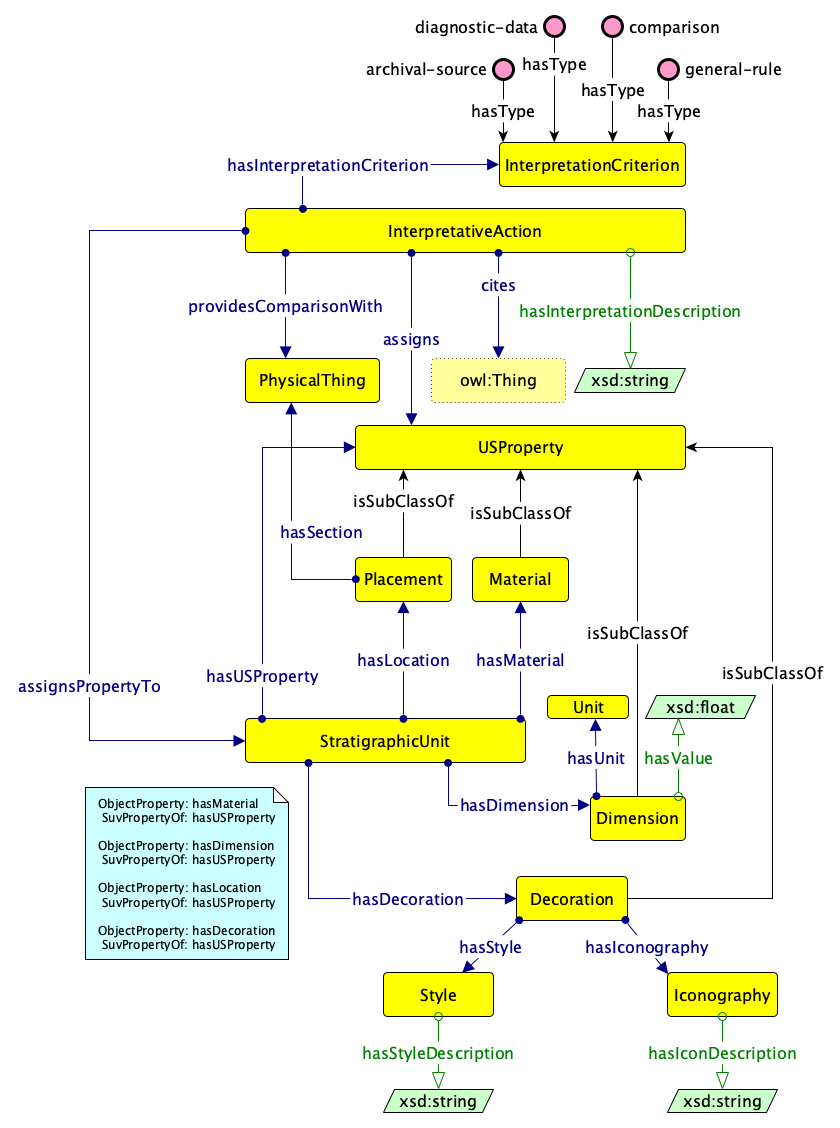 diagnostic-data
comparison
archival-source
hasType
general-rule
hasType
hasType
hasType
InterpretationCriterion
hasInterpretationCriterion
InterpretativeAction
cites
providesComparisonWith
hasInterpretationDescription
assigns
PhysicalThing
owl:Thing
xsd:string
USProperty
isSubClassOf
isSubClassOf
hasSection
Placement
Material
isSubClassOf
hasLocation
hasMaterial
isSubClassOf
hasUSProperty
assignsPropertyTo
Unit
xsd:float
StratigraphicUnit
hasUnit
hasValue
ObjectProperty: hasMaterial
SuvPropertyOf: hasUSProperty
ObjectProperty: hasDimension
SuvPropertyOf: hasUSProperty
ObjectProperty: hasLocation
SuvPropertyOf: hasUSProperty
ObjectProperty: hasDecoration
SuvPropertyOf: hasUSProperty
hasDimension
Dimension
hasDecoration
Decoration
hasStyle
hasIconography
Style
Iconography
hasStyleDescription
hasIconDescription
xsd:string
xsd:string